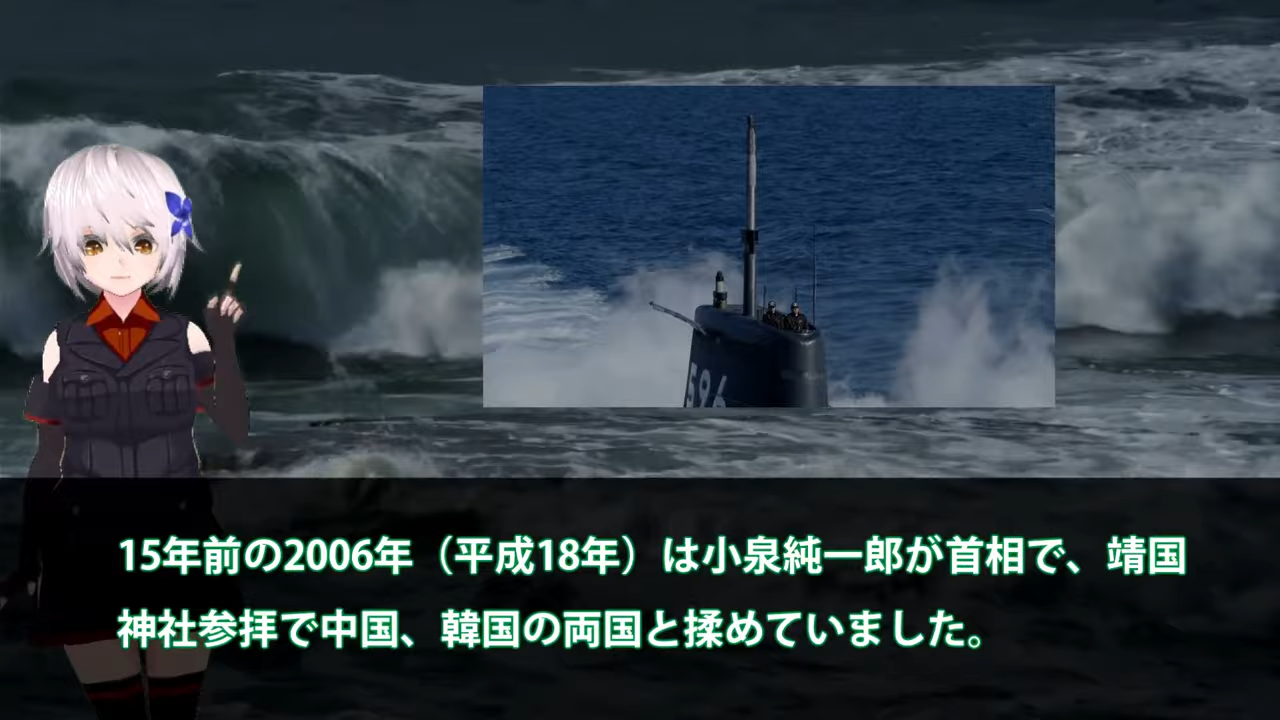 596
15年前の2006年（平成18年）は小泉純一郎が首相で、靖国
神社参拝で中国、韓国の両国と揉めていました。